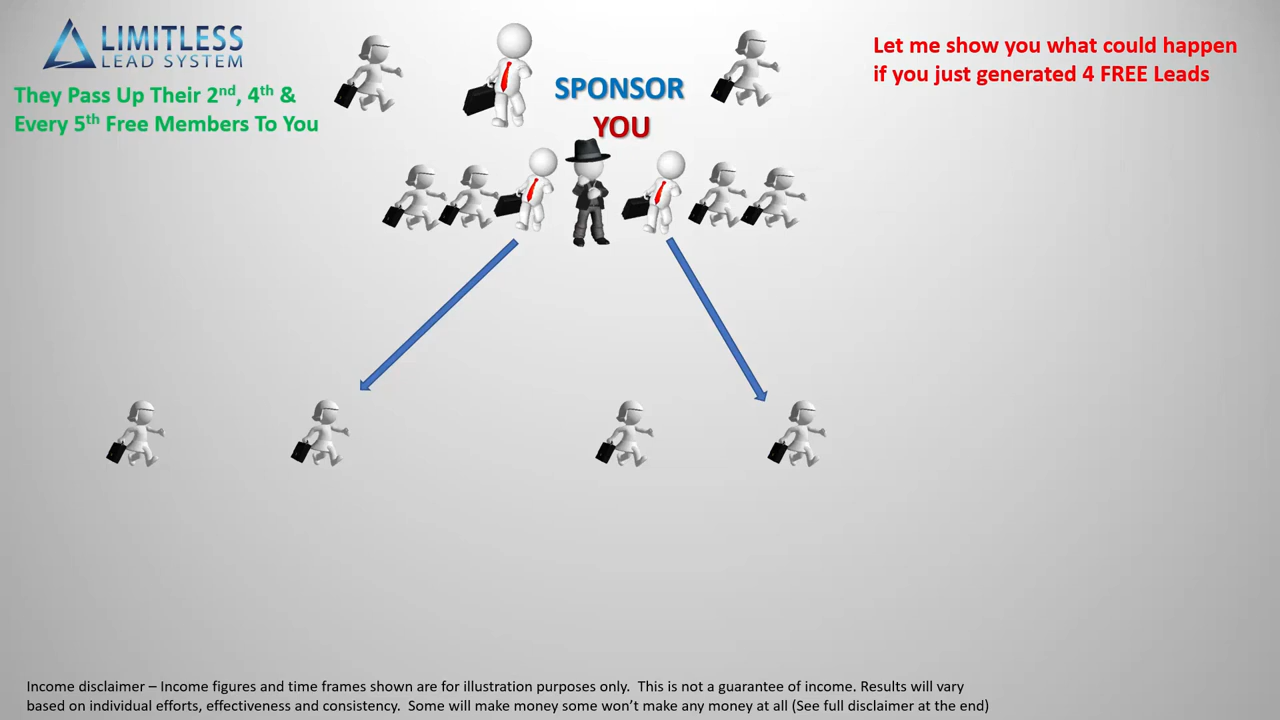 LIMITLESS
LEAD SYSTEM
They Pass Up Their 2nd, 4th &
Every 5th Free Members To You
SPONSOR
YOU
Let me show you what could happen
if you just generated 4 FREE Leads
Income disclaimer – Income figures and time frames shown are for illustration purposes only.  This is not a guarantee of income. Results will vary
based on individual efforts, effectiveness and consistency.  Some will make money some won't make any money at all (See full disclaimer at the end)